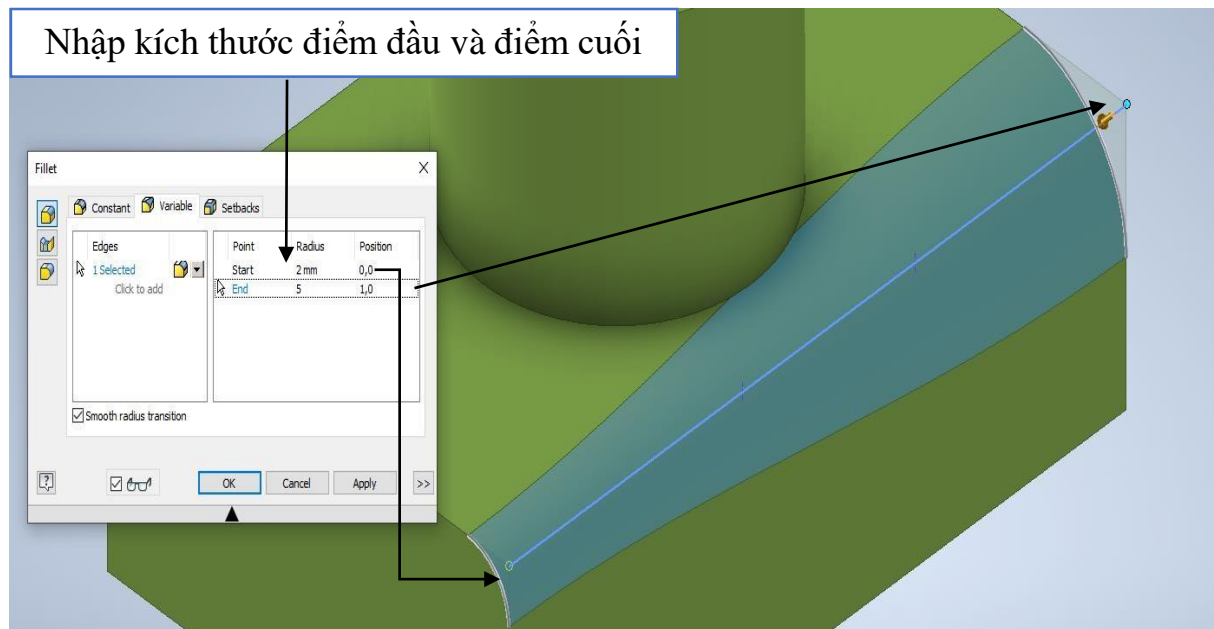 Nhập kích thước điểm đầu và điểm cuối
Fillet X
Constant Variable Setbacks
Edges Point Radius Position
1 Selected Start 2 mm 0,0
Click to add End 5 1,0
Smooth radius transition
? OK Cancel Apply >>